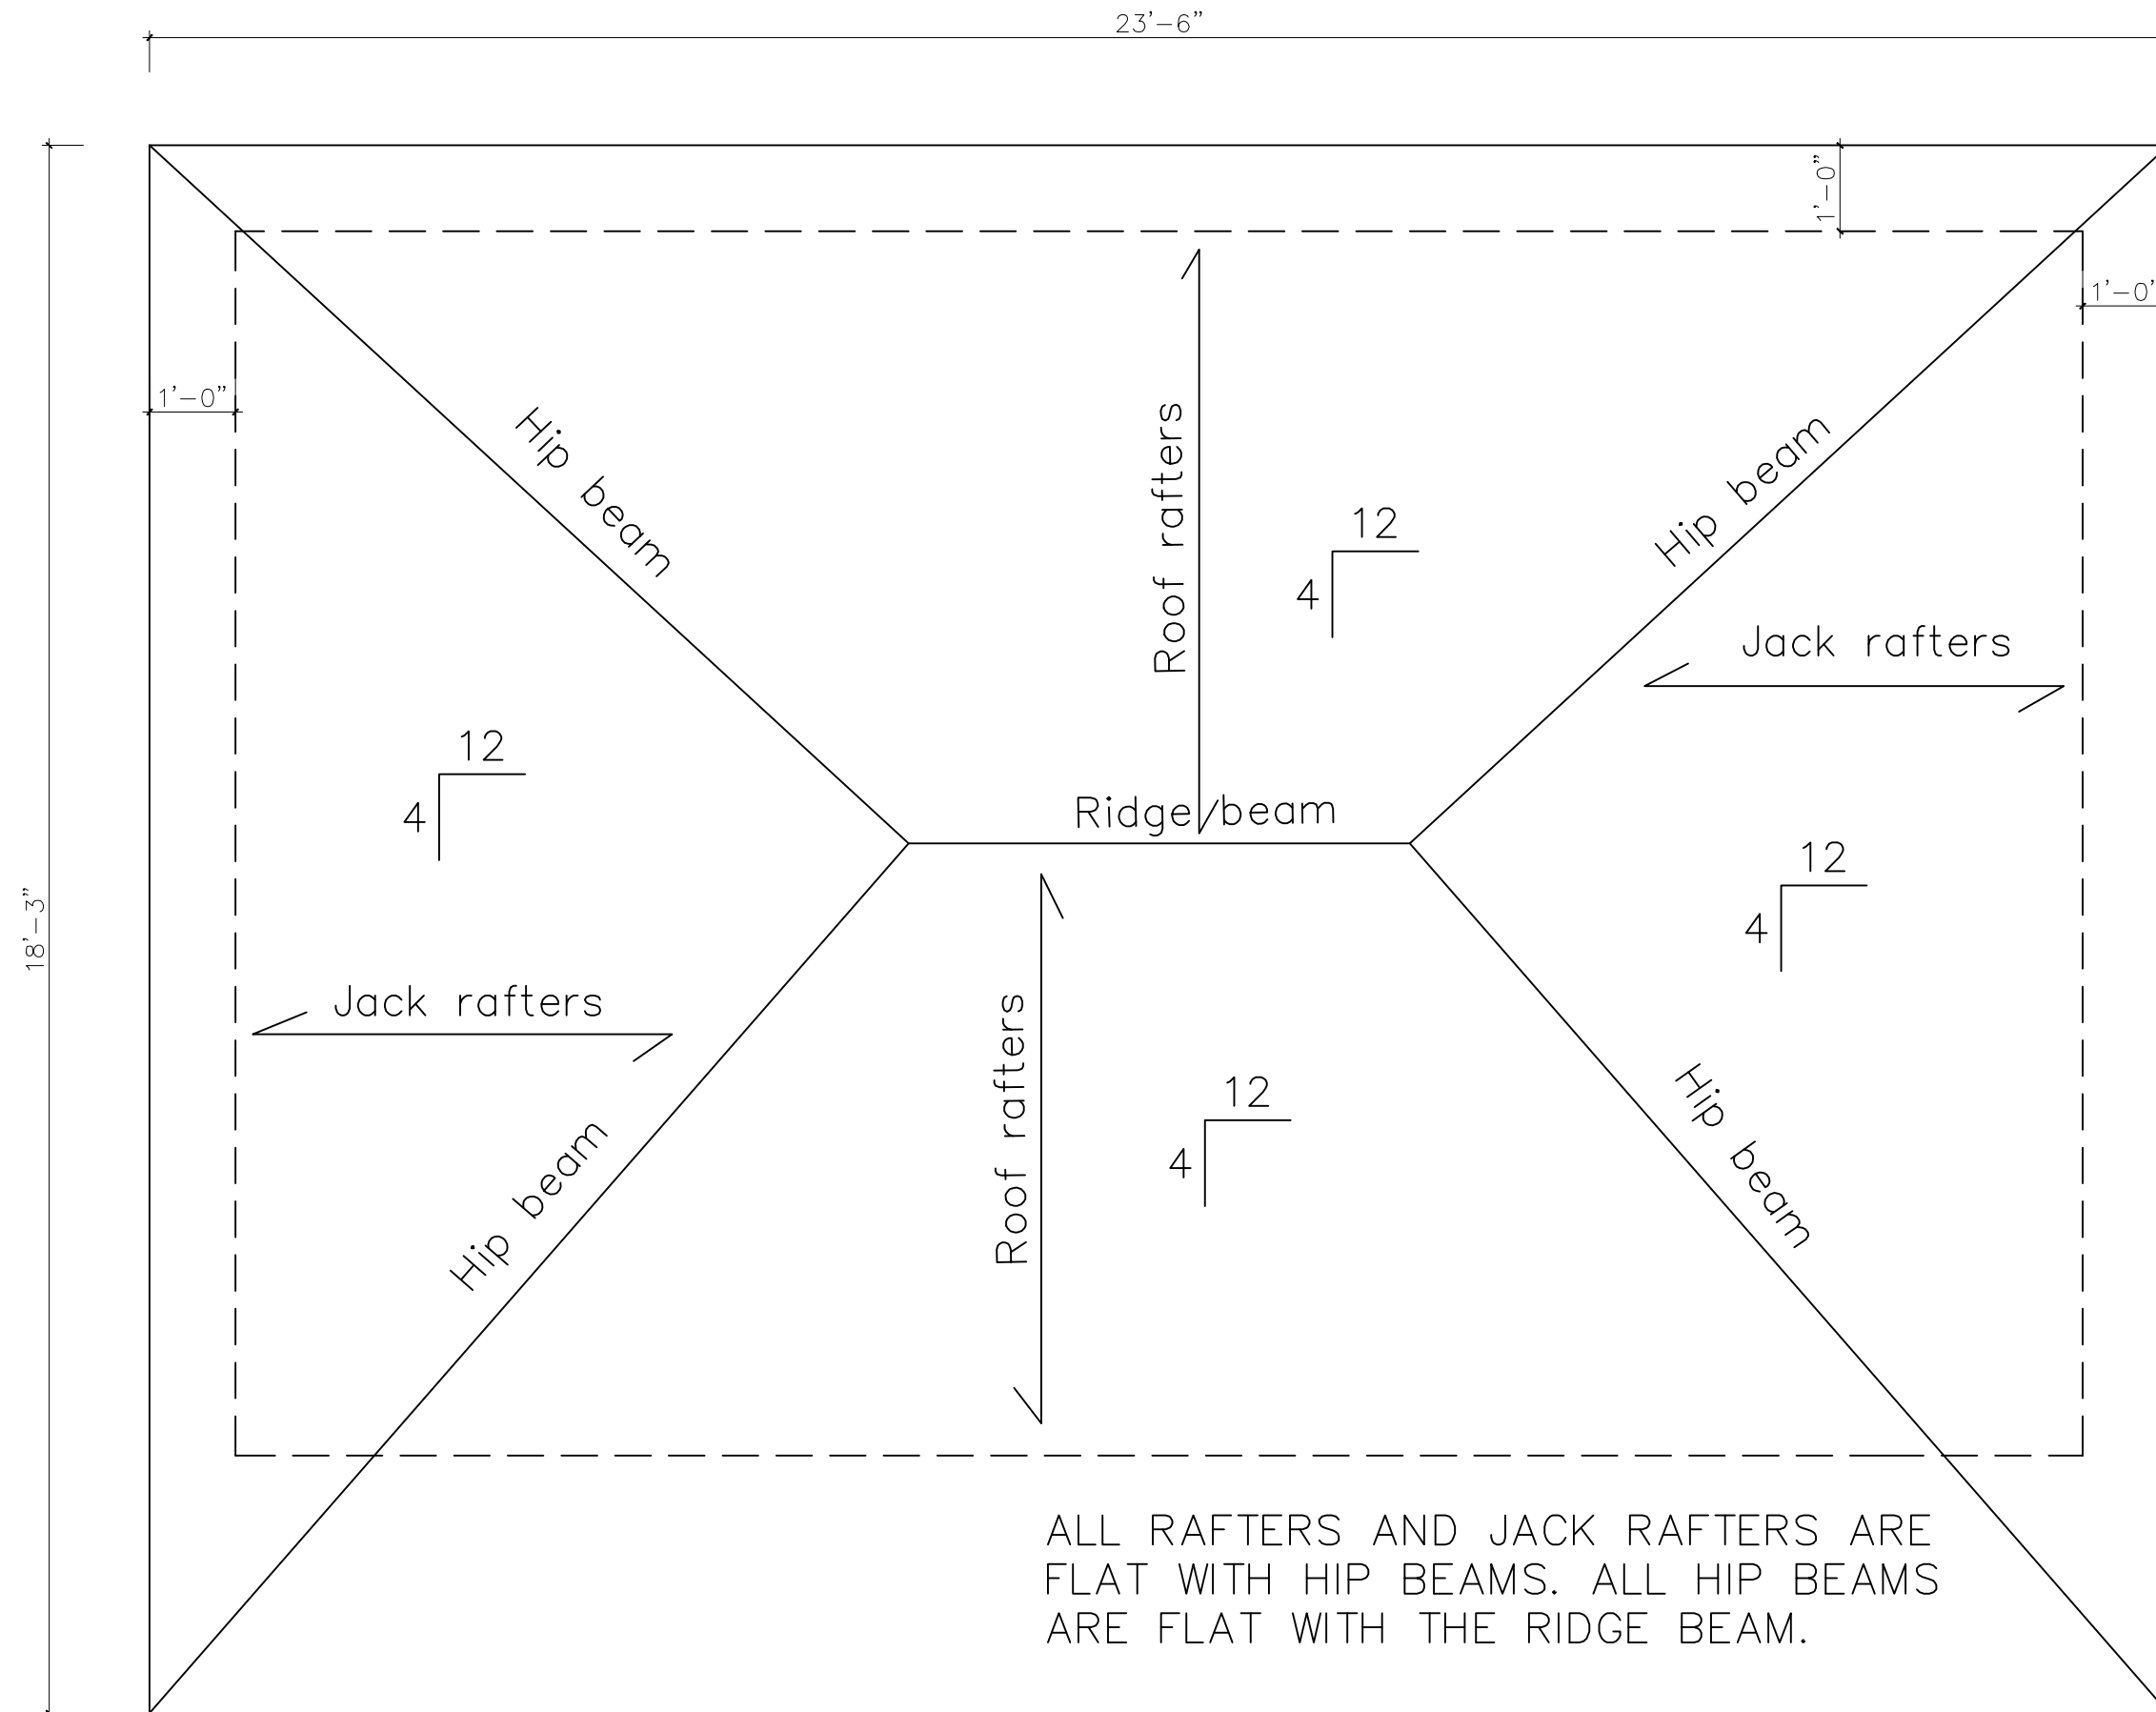 23'-6"
1'-0"
1'-0"
1'-0"
Hip beam
Hip beam
Roof rafters
12
4
Jack rafters
12
4
Ridge beam
12
4
18'-3"
Jack rafters
Roof rafters
12
4
Hip beam
Hip beam
ALL RAFTERS AND JACK RAFTERS ARE
FLAT WITH HIP BEAMS. ALL HIP BEAMS
ARE FLAT WITH THE RIDGE BEAM.